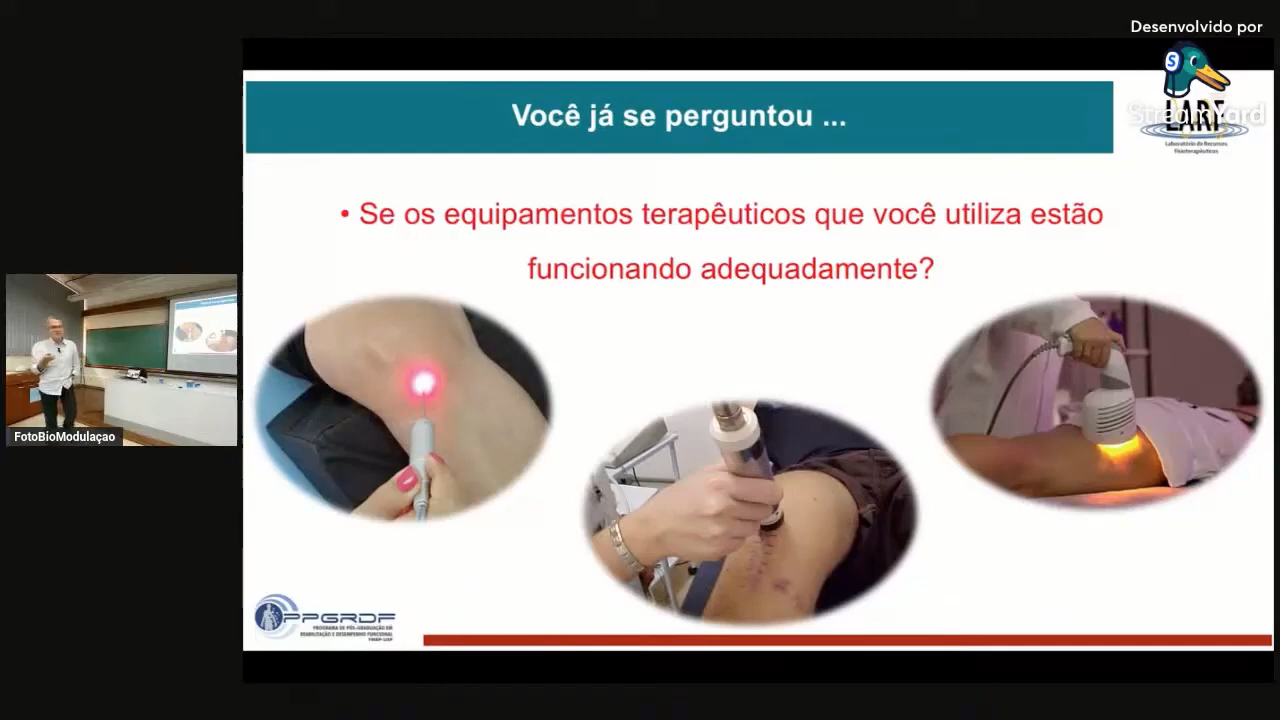 Desenvolvido por
StreamYard
LARF
Laboratório de Recursos
Fisioterapêuticos
Você já se perguntou ...
• Se os equipamentos terapêuticos que você utiliza estão
funcionando adequadamente?
FotoBioModulaçao
PPGRDF
PROGRAMA DE PÓS-GRADUAÇÃO EM
REABILITAÇÃO E DESEMPENHO FUNCIONAL